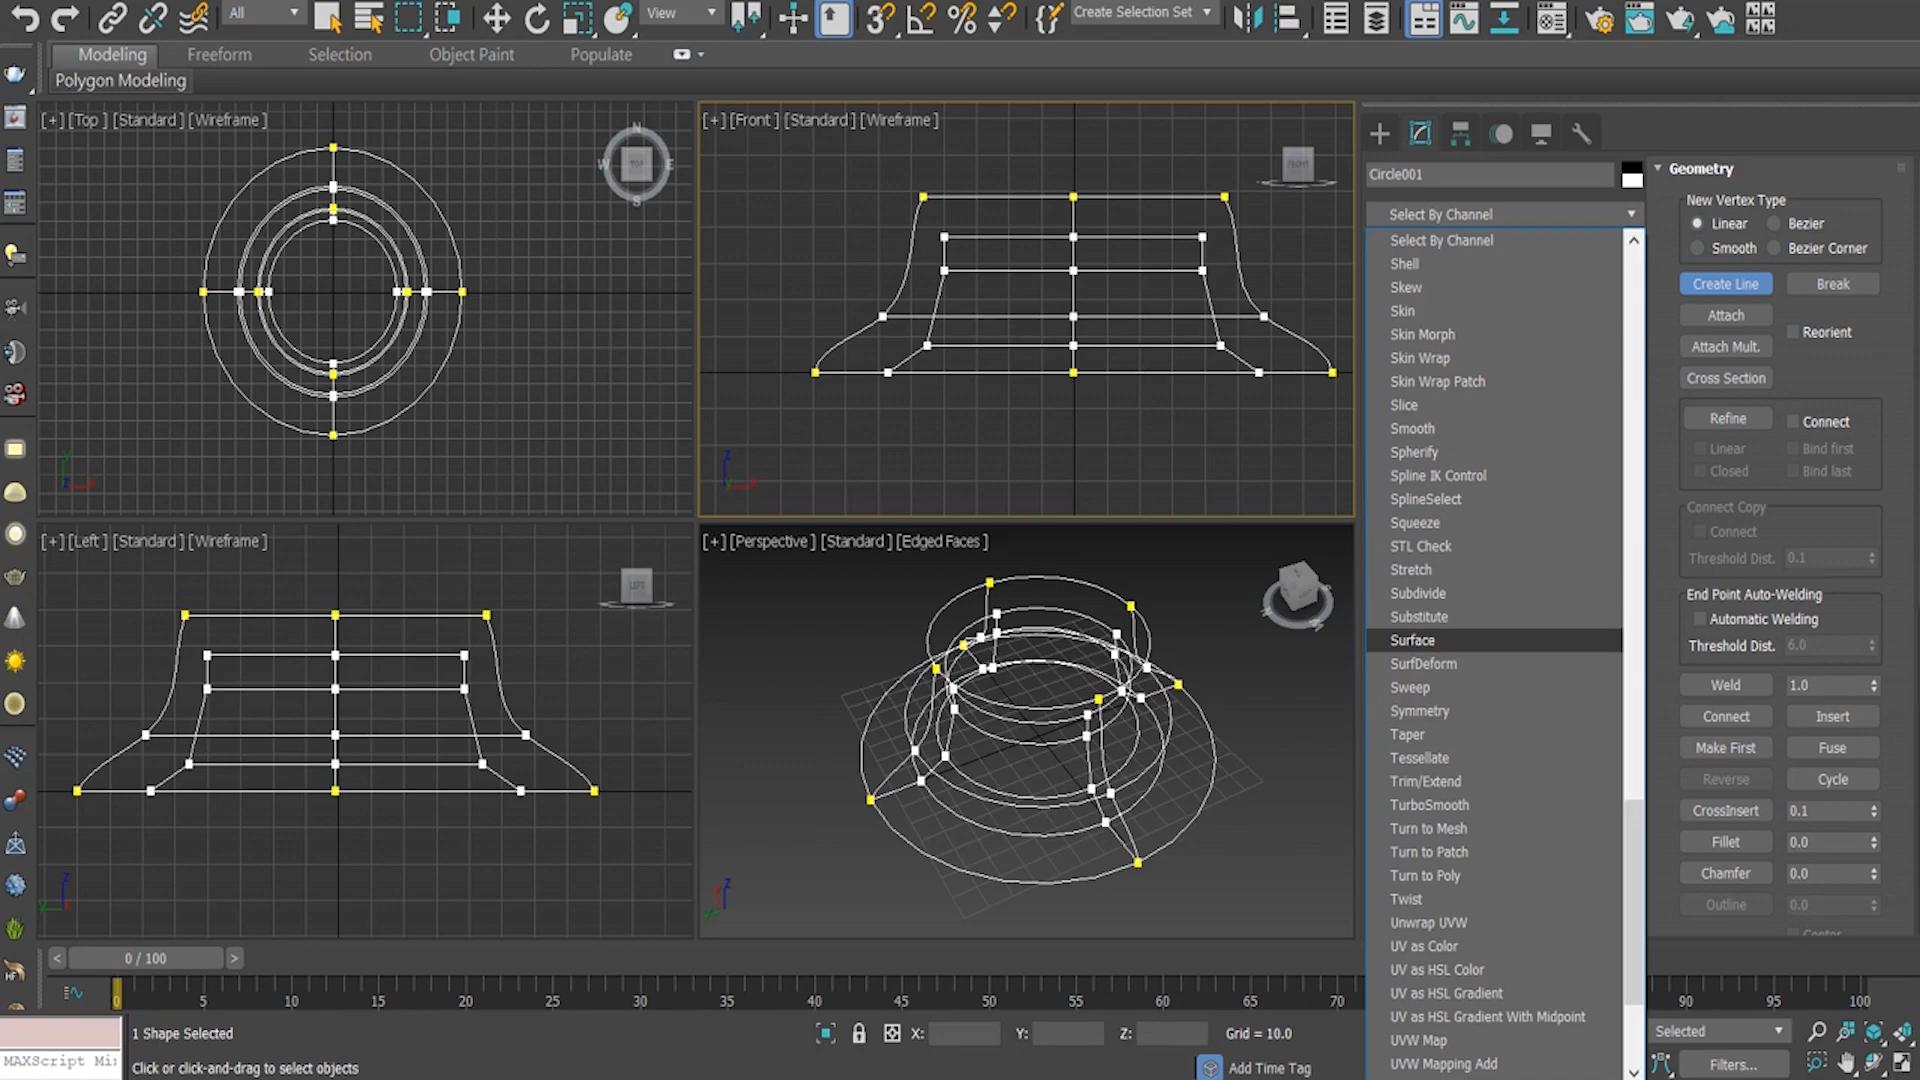 All
View
Create Selection Set
Modeling
Freeform
Selection
Object Paint
Populate
Polygon Modeling
[+] [Top ] [Standard ] [Wireframe ]
N
W
TOP
E
S
[+] [Front ] [Standard ] [Wireframe ]
FRONT
Circle001
Select By Channel
Select By Channel
Shell
Skew
Skin
Skin Morph
Skin Wrap
Skin Wrap Patch
Slice
Smooth
Spherify
Spline IK Control
SplineSelect
Squeeze
STL Check
Stretch
Subdivide
Substitute
Surface
SurfDeform
Sweep
Symmetry
Taper
Tessellate
Trim/Extend
TurboSmooth
Turn to Mesh
Turn to Patch
Turn to Poly
Twist
Unwrap UVW
UV as Color
UV as HSL Color
UV as HSL Gradient
UV as HSL Gradient With Midpoint
UVW Map
UVW Mapping Add
Geometry
New Vertex Type
Linear
Bezier
Smooth
Bezier Corner
Create Line
Break
Attach
Reorient
Attach Mult.
Cross Section
Refine
Connect
Linear
Bind first
Closed
Bind last
Connect Copy
Connect
Threshold Dist.
0.1
End Point Auto-Welding
Automatic Welding
Threshold Dist.
6.0
Weld
1.0
Connect
Insert
Make First
Fuse
Reverse
Cycle
CrossInsert
0.1
Fillet
0.0
Chamfer
0.0
Outline
0.0
Center
[+] [Left ] [Standard ] [Wireframe ]
LEFT
[+] [Perspective ] [Standard ] [Edged Faces ]
z
x
y
< 0 / 100 >
0 5 10 15 20 25 30 35 40 45 50 55 60 65 70 90 95 100
1 Shape Selected
X:
Y:
Z:
Grid = 10.0
Selected
MAXScript Mi:
Click or click-and-drag to select objects
Add Time Tag
Filters...